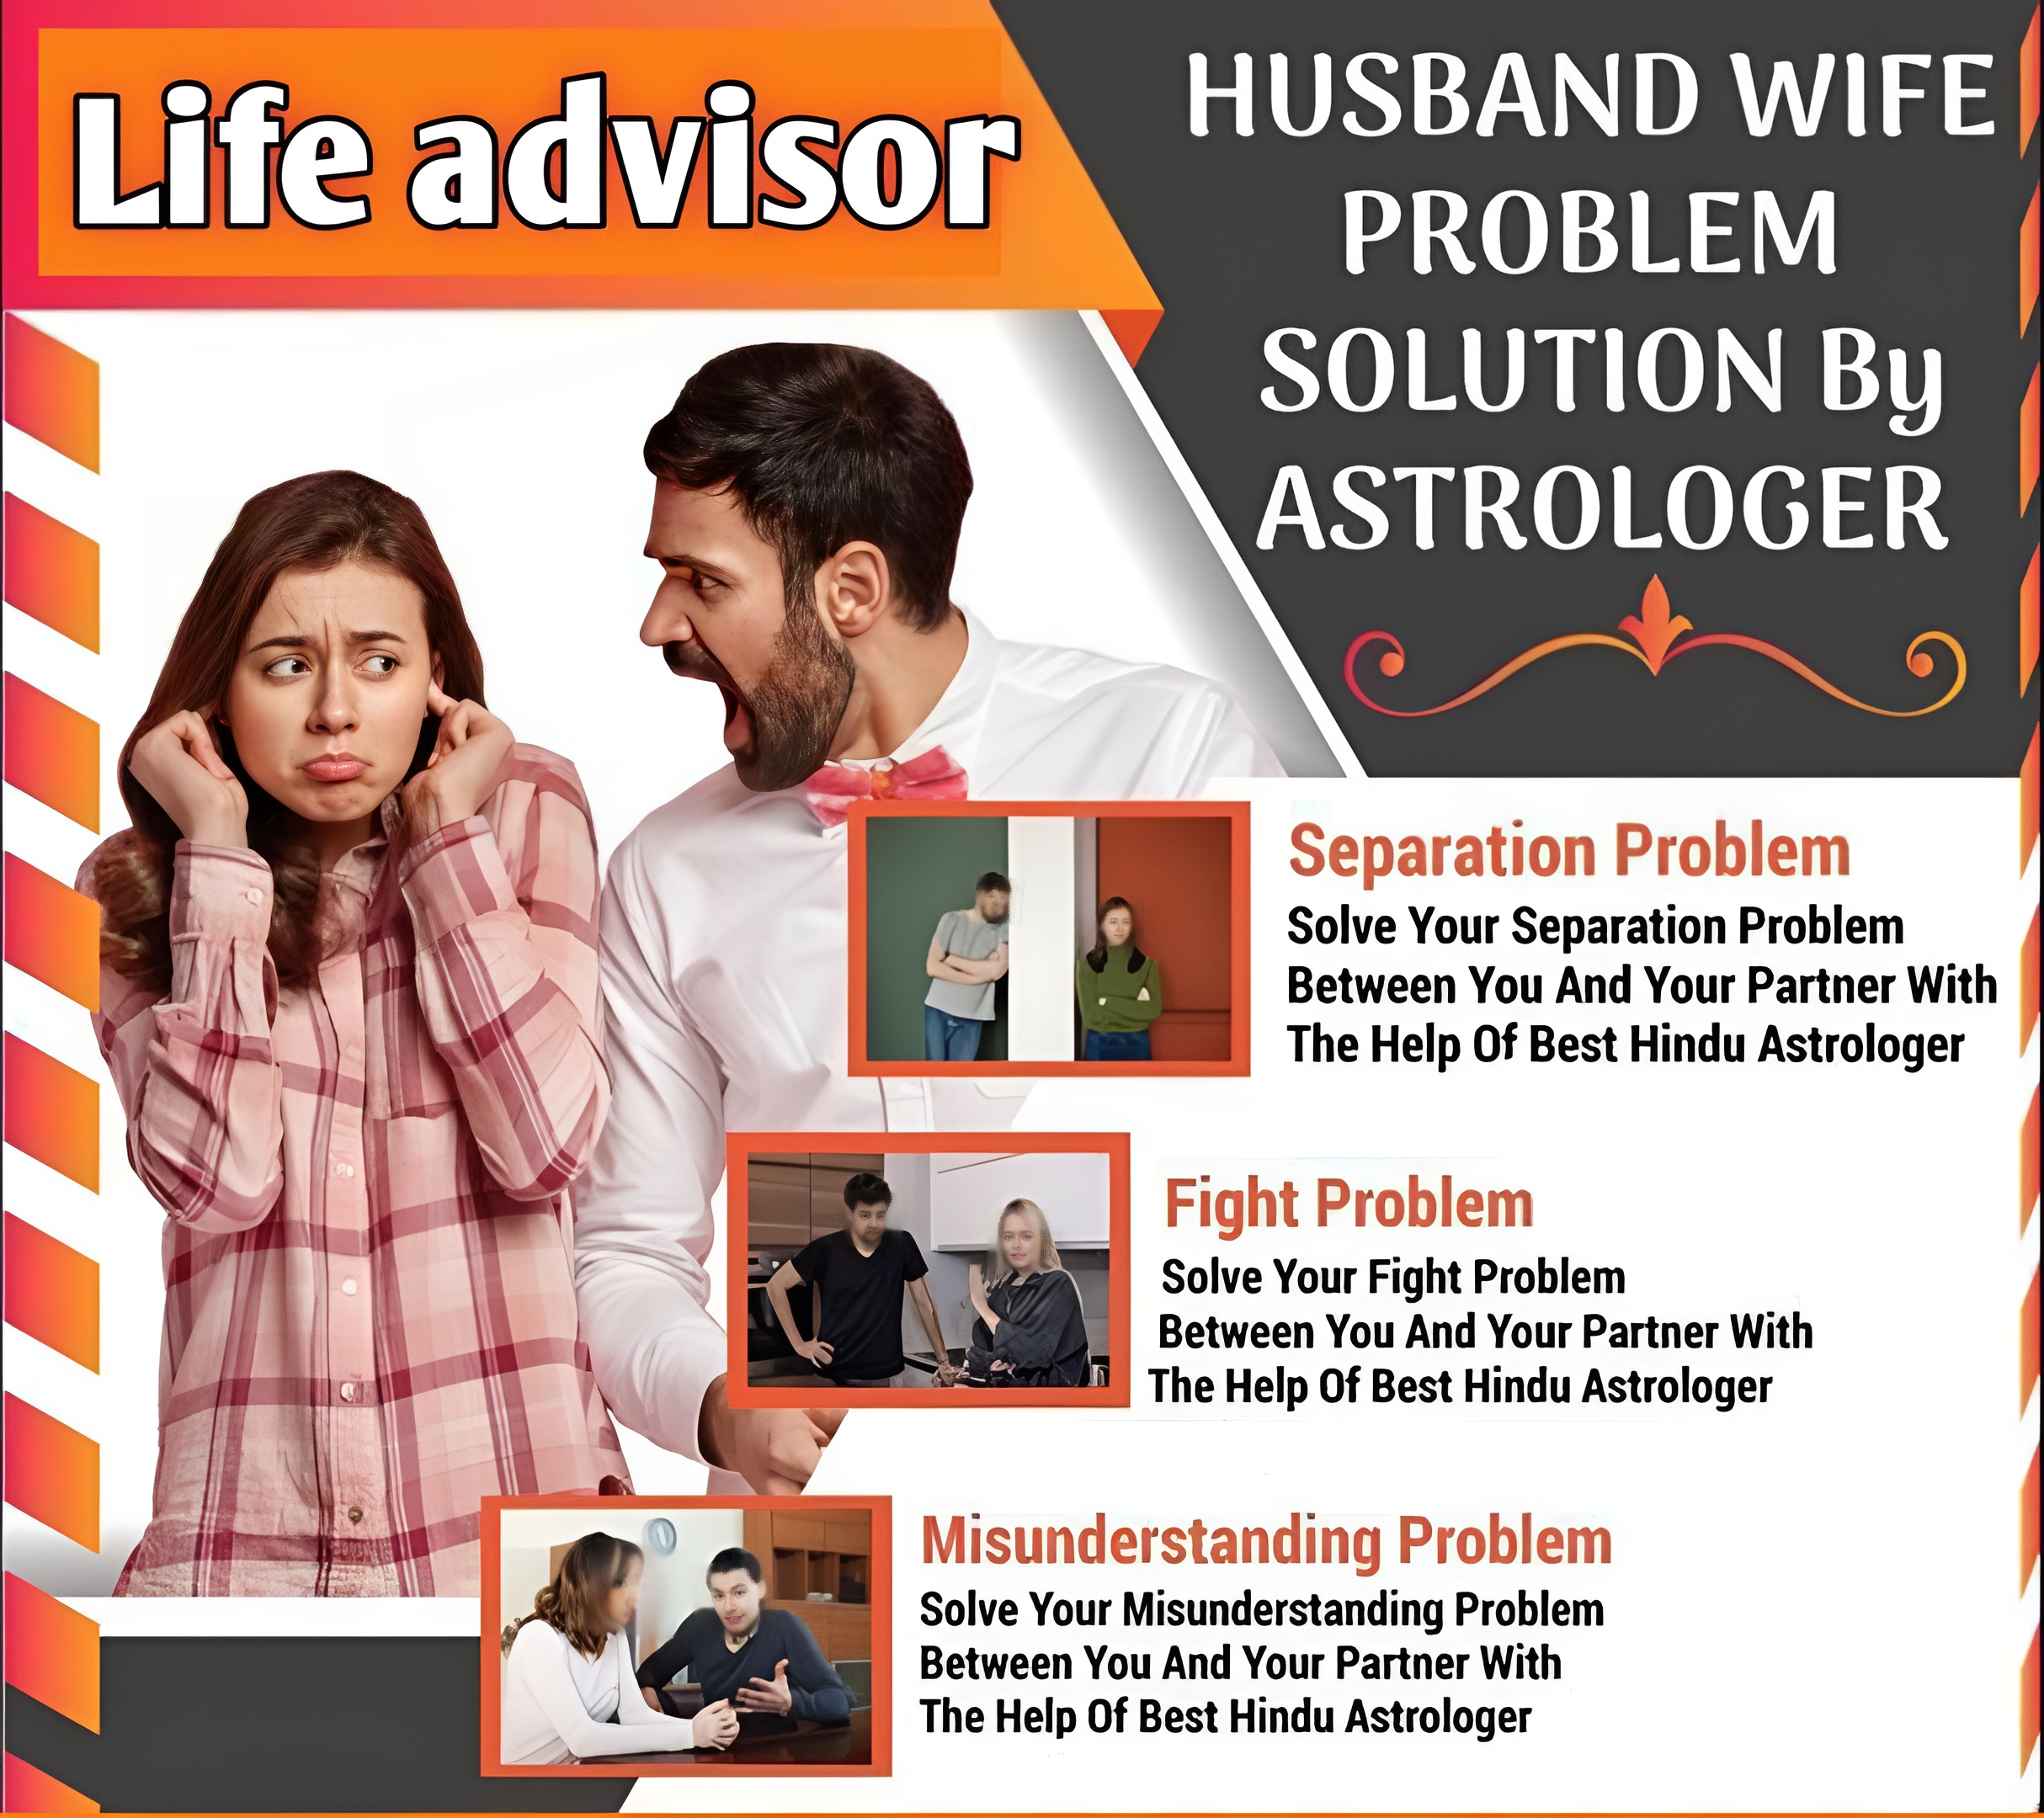 Life advisor
HUSBAND WIFE
PROBLEM
SOLUTION By
ASTROLOGER
Separation Problem
Solve Your Separation Problem
Between You And Your Partner With
The Help Of Best Hindu Astrologer
Fight Problem
Solve Your Fight Problem
Between You And Your Partner With
The Help Of Best Hindu Astrologer
Misunderstanding Problem
Solve Your Misunderstanding Problem
Between You And Your Partner With
The Help Of Best Hindu Astrologer